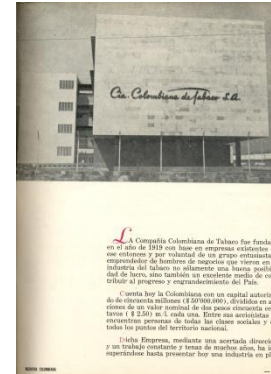 Cia. Colombiana de Tabaco S.A.
LA Compañía Colombiana de Tabaco fue funda
en el año de 1919 con base en empresas existentes
ese entonces y por voluntad de un grupo entusiasta
emprendedor de hombres de negocios que vieron en
industria del tabaco no sólamente una buena posibi
dad de lucro, sino también un excelente medio de co
tribuir al progreso y engrandecimiento del País.
Cuenta hoy la Colombiana con un capital autoriz
do de cincuenta millones ($ 50'000.000), divididos en a
ciones de un valor nominal de dos pesos cincuenta ce
tavos ($ 2.50) m/l. cada una. Entre sus accionistas
encuentran personas de todas las clases sociales y
todos los puntos del territorio nacional.
Dicha Empresa, mediante una acertada direcció
y un trabajo constante y tenaz de muchos años, ha i
superándose hasta presentar hoy una industria en pl